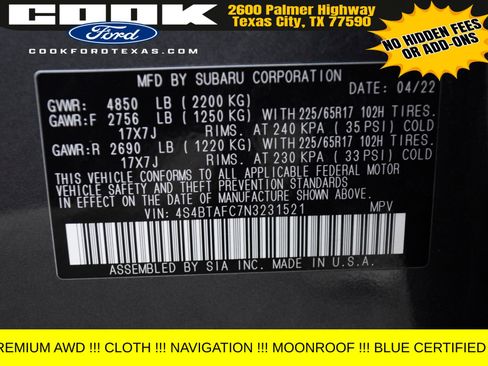 COOK
Ford
COOKFORDTEXAS.COM
2600 Palmer Highway
Texas City, TX 77590
NO HIDDEN FEES
OR ADD-ONS
MFD BY SUBARU CORPORATION
DATE: 04/22
GVWR: 4850 LB (2200 KG)
GAWR:F 2756 LB (1250 KG) WITH 225/65R17 102H TIRES.
17X7J RIMS. AT 240 KPA (35 PSI) COLD
GAWR:R 2690 LB (1220 KG) WITH 225/65R17 102H TIRES.
17X7J RIMS. AT 230 KPA (33 PSI) COLD
THIS VEHICLE CONFORMS TO ALL APPLICABLE FEDERAL MOTOR
VEHICLE SAFETY AND THEFT PREVENTION STANDARDS
IN EFFECT ON THE DATE OF MANUFACTURE SHOWN ABOVE.
VIN: 4S4BTAFC7N3231521 MPV
ASSEMBLED BY SIA INC. MADE IN U.S.A.
REMIUM AWD !!! CLOTH !!! NAVIGATION !!! MOONROOF !!! BLUE CERTIFIED